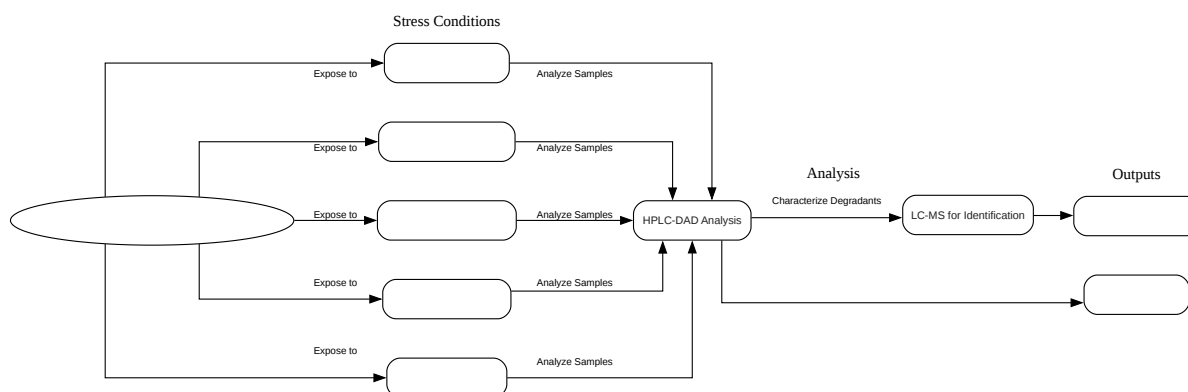 Stress Conditions
Expose to
Analyze Samples
Expose to
Analyze Samples
Analysis
Outputs
Characterize Degradants
Expose to
Analyze Samples
HPLC-DAD Analysis
LC-MS for Identification
Expose to
Analyze Samples
Expose to
Analyze Samples